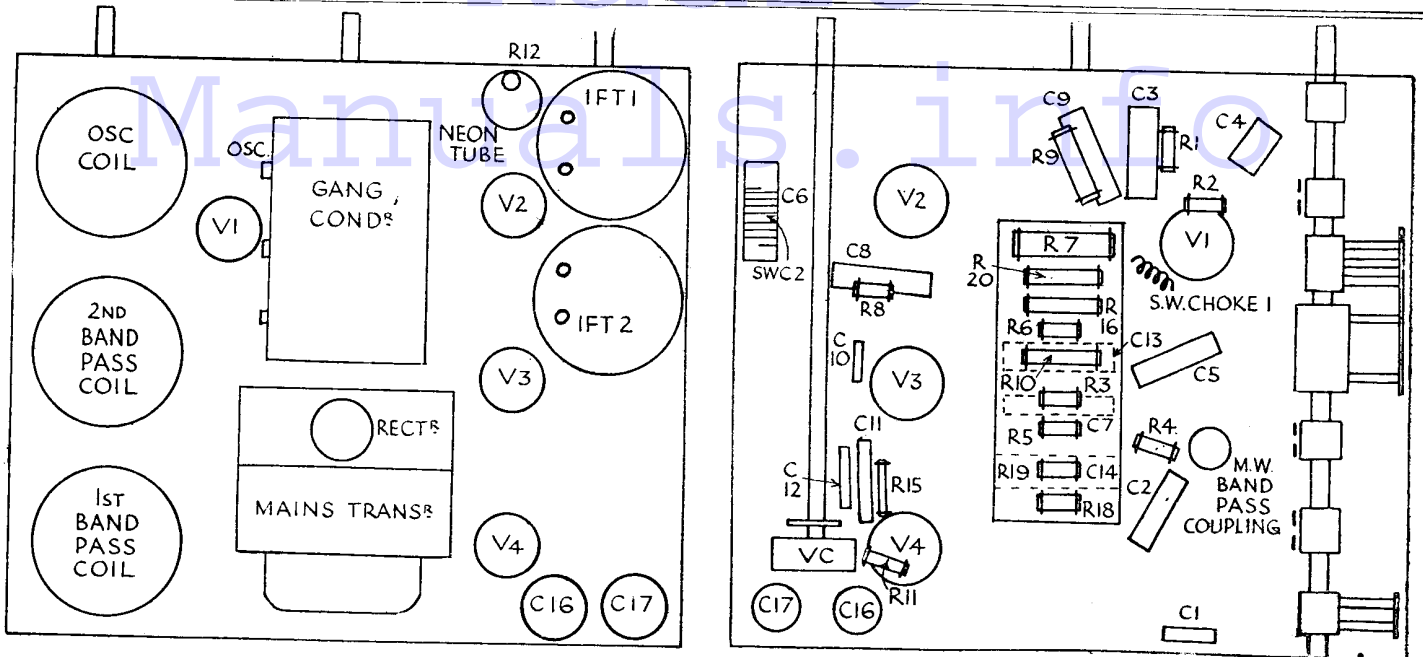 Manuals.info
R12
IFT1
NEON
TUBE
OSC
COIL
OSC.
GANG
CONDR
V1
V2
IFT2
2ND
BAND
PASS
COIL
V3
RECTR
MAINS TRANSR
1ST
BAND
PASS
COIL
V4
C16
C17
C9
C3
C4
R9
R1
R2
C6
V2
V1
SWC2
C8
R8
R7
R
20
R
16
S.W.CHOKE 1
R6
C13
C
10
V3
R10
R3
C5
C7
R5
R4
C11
C
12
R15
R19
C14
C2
R18
M.W.
BAND
PASS
COUPLING
VC
V4
R11
C17
C16
C1